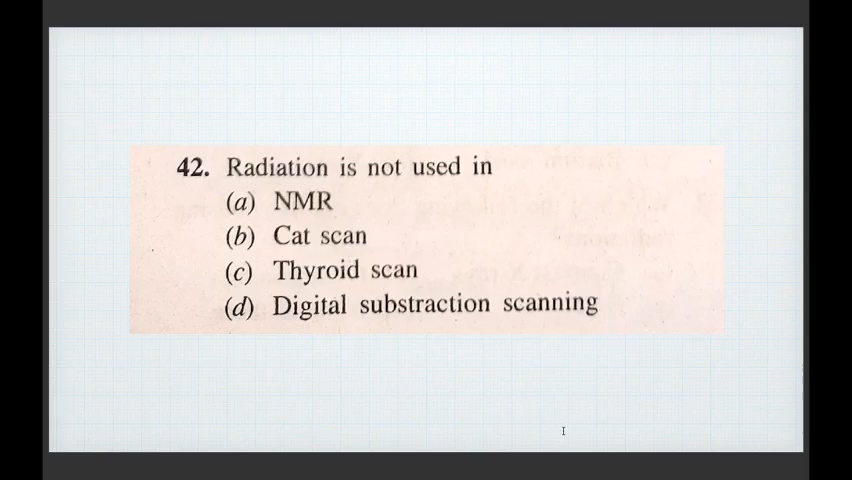 42. Radiation is not used in
(a) NMR
(b) Cat scan
(c) Thyroid scan
(d) Digital substraction scanning